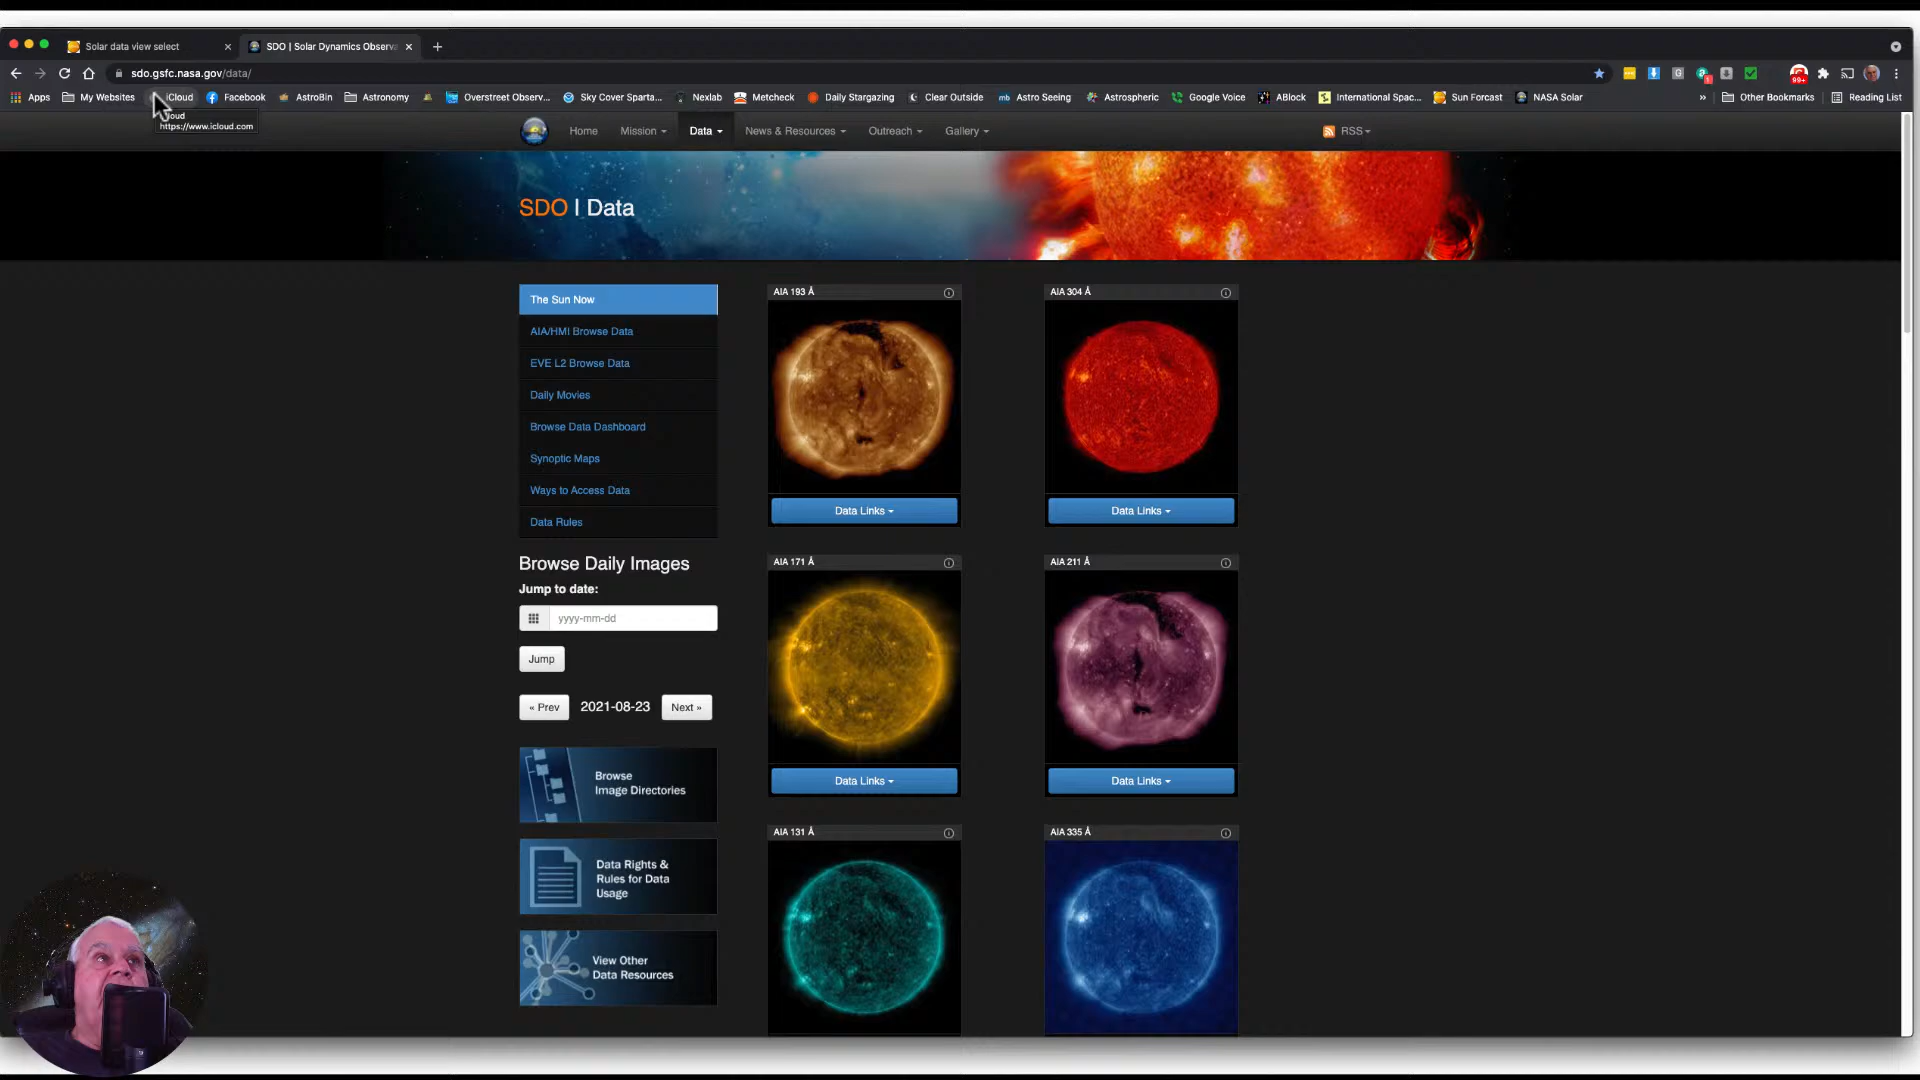 Solar data view select
SDO | Solar Dynamics Observa
sdo.gsfc.nasa.gov/data/
Apps My Websites iCloud Facebook AstroBin Astronomy Overstreet Observ... Sky Cover Sparta... Nexlab Metcheck Daily Stargazing Clear Outside Astro Seeing Astrospheric Google Voice ABlock International Spac... Sun Forcast NASA Solar » Other Bookmarks Reading List
https://www.icloud.com
Home Mission Data News & Resources Outreach Gallery RSS
SDO | Data
The Sun Now
AIA/HMI Browse Data
EVE L2 Browse Data
Daily Movies
Browse Data Dashboard
Synoptic Maps
Ways to Access Data
Data Rules
Browse Daily Images
Jump to date:
yyyy-mm-dd
Jump
« Prev 2021-08-23 Next »
Browse
Image Directories
Data Rights &
Rules for Data
Usage
View Other
Data Resources
AIA 193 Å
Data Links
AIA 304 Å
Data Links
AIA 171 Å
Data Links
AIA 211 Å
Data Links
AIA 131 Å
AIA 335 Å